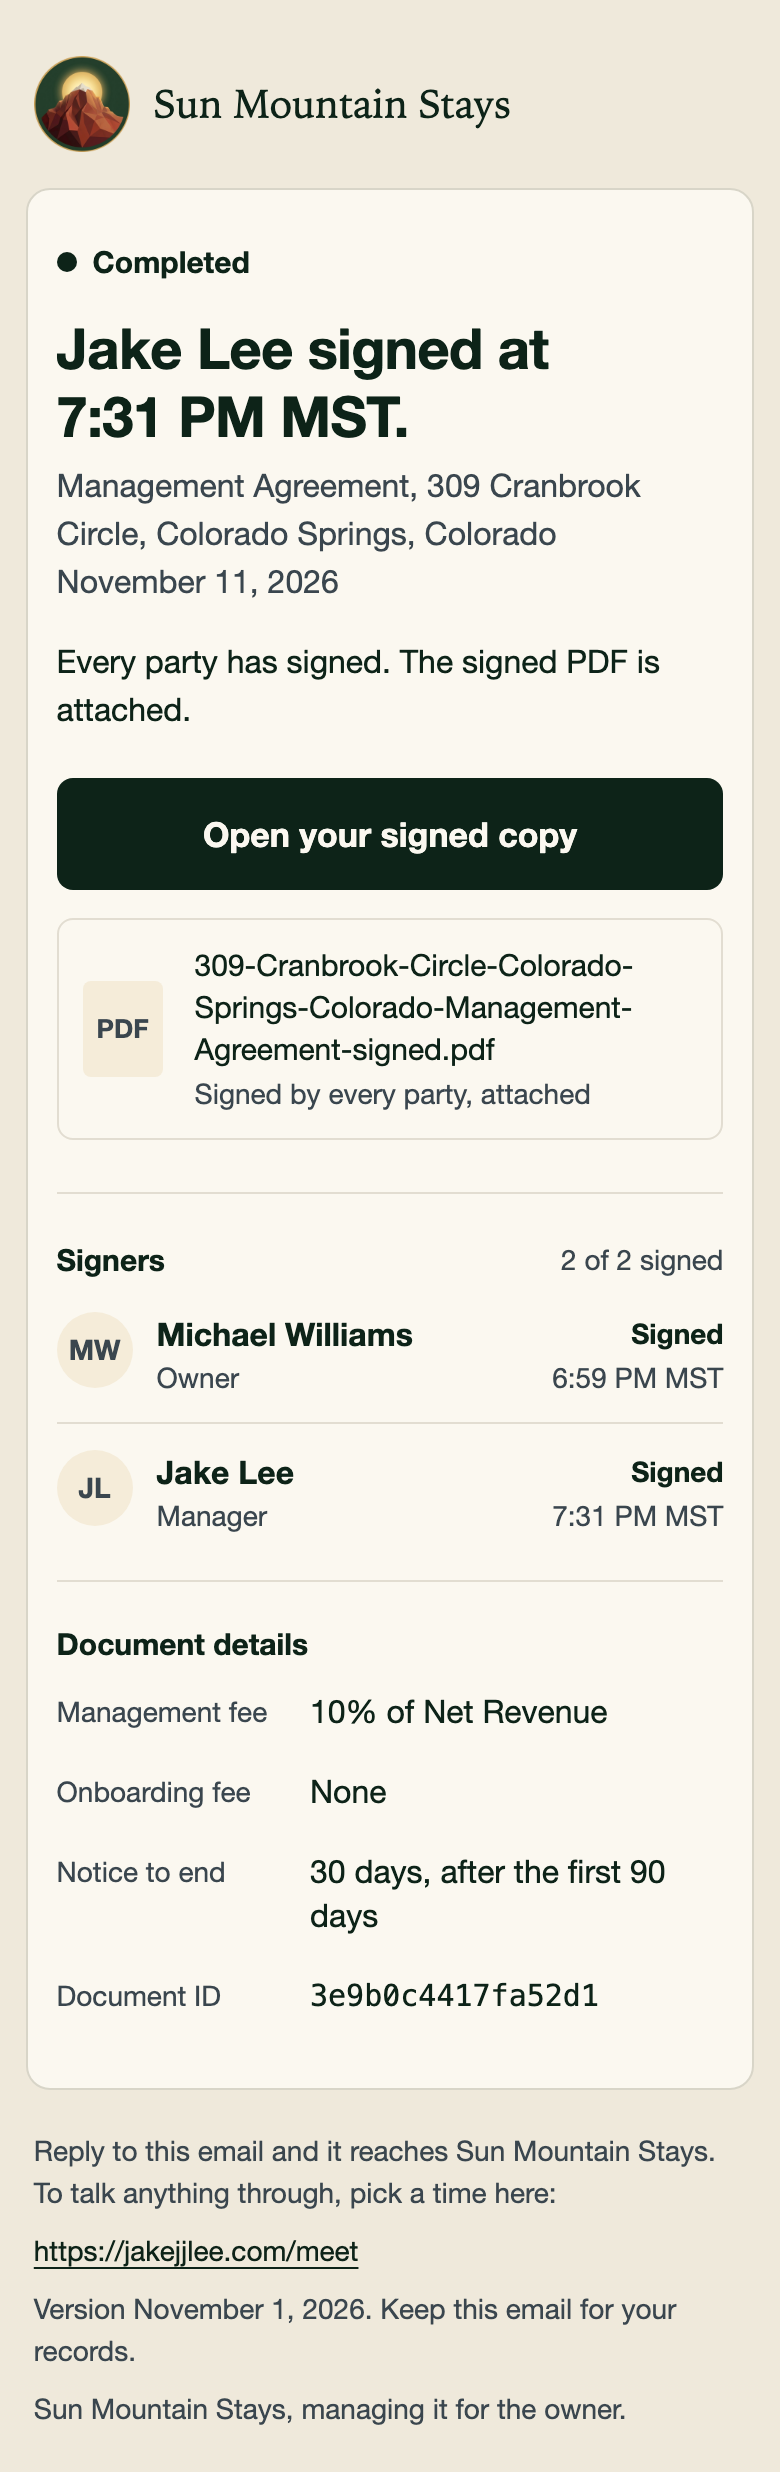 Sun Mountain Stays
Completed
Jake Lee signed at
7:31 PM MST.
Management Agreement, 309 Cranbrook
Circle, Colorado Springs, Colorado
November 11, 2026
Every party has signed. The signed PDF is
attached.
Open your signed copy
PDF
309-Cranbrook-Circle-Colorado-
Springs-Colorado-Management-
Agreement-signed.pdf
Signed by every party, attached
Signers
2 of 2 signed
MW
Michael Williams
Signed
Owner
6:59 PM MST
JL
Jake Lee
Signed
Manager
7:31 PM MST
Document details
Management fee
10% of Net Revenue
Onboarding fee
None
Notice to end
30 days, after the first 90
days
Document ID
3e9b0c4417fa52d1
Reply to this email and it reaches Sun Mountain Stays.
To talk anything through, pick a time here:
https://jakejjlee.com/meet
Version November 1, 2026. Keep this email for your
records.
Sun Mountain Stays, managing it for the owner.